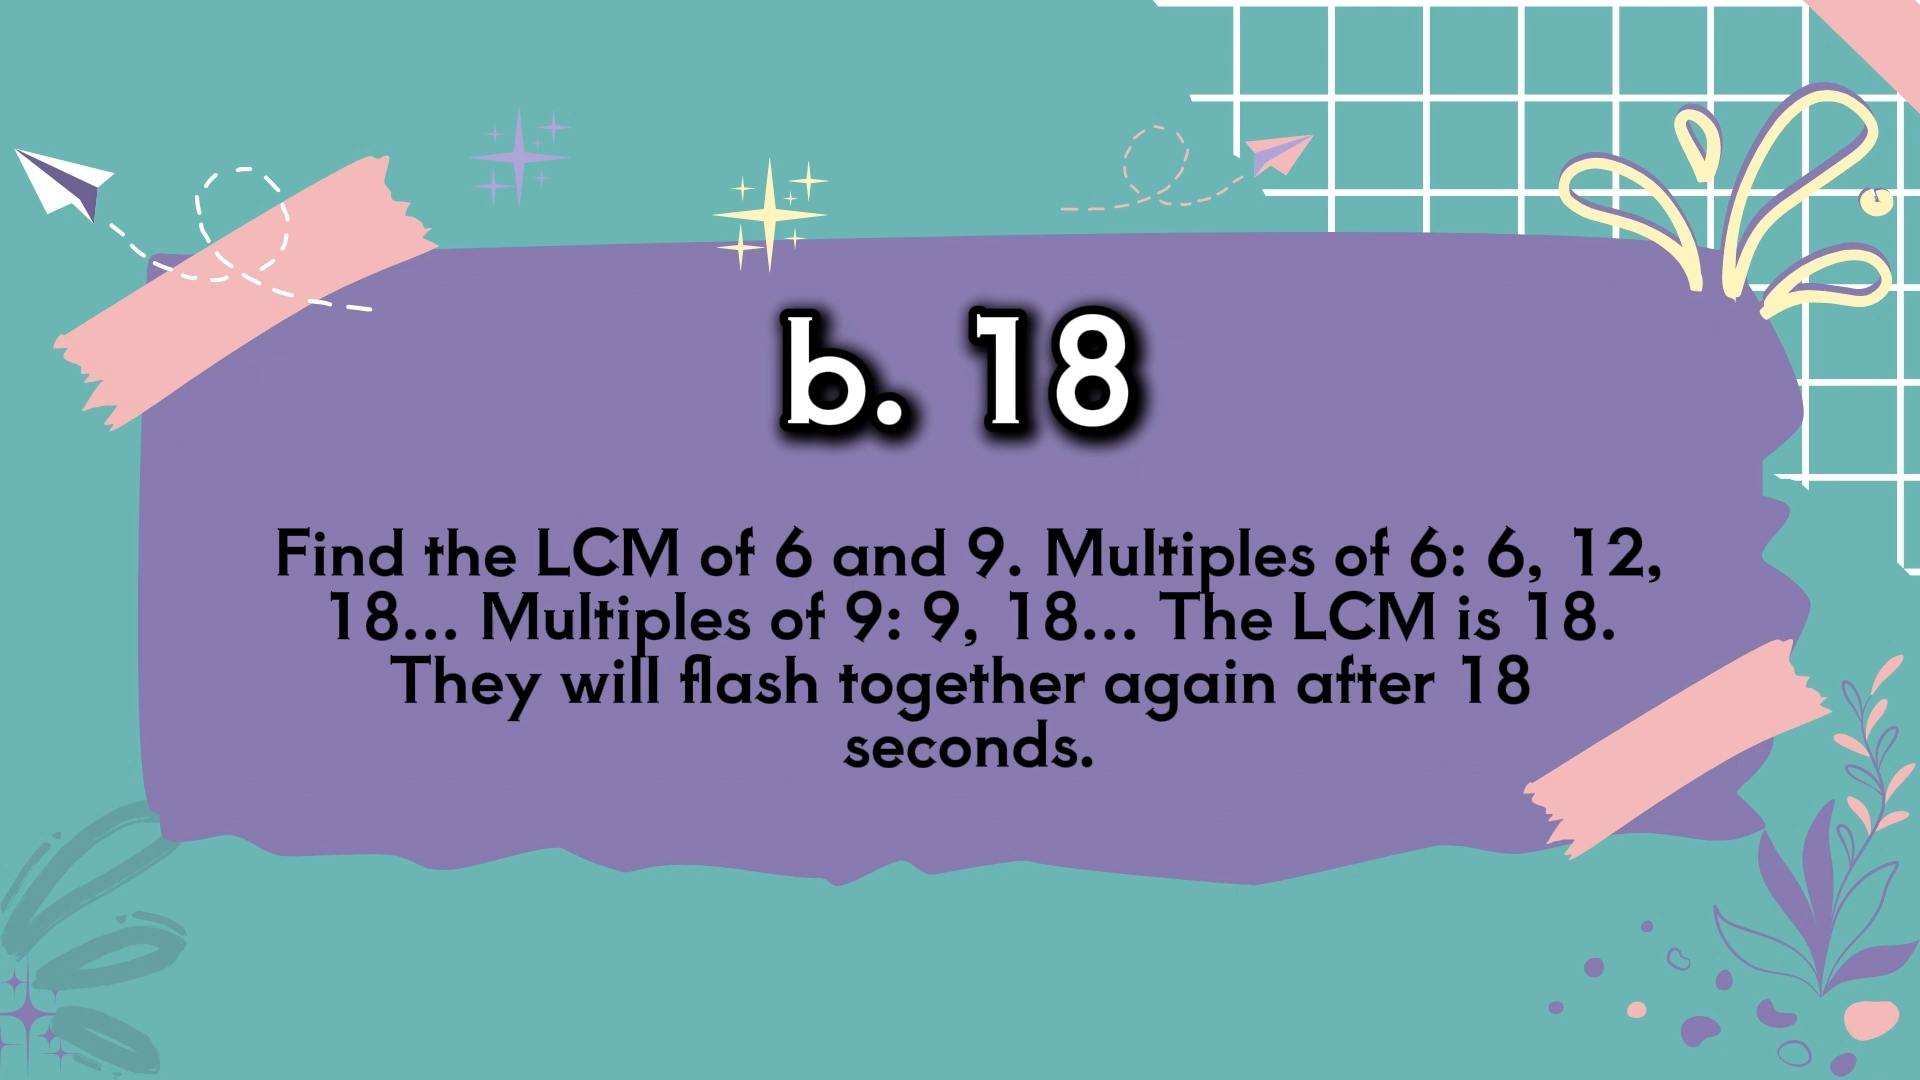 b. 18
Find the LCM of 6 and 9. Multiples of 6: 6, 12,
18... Multiples of 9: 9, 18... The LCM is 18.
They will flash together again after 18
seconds.